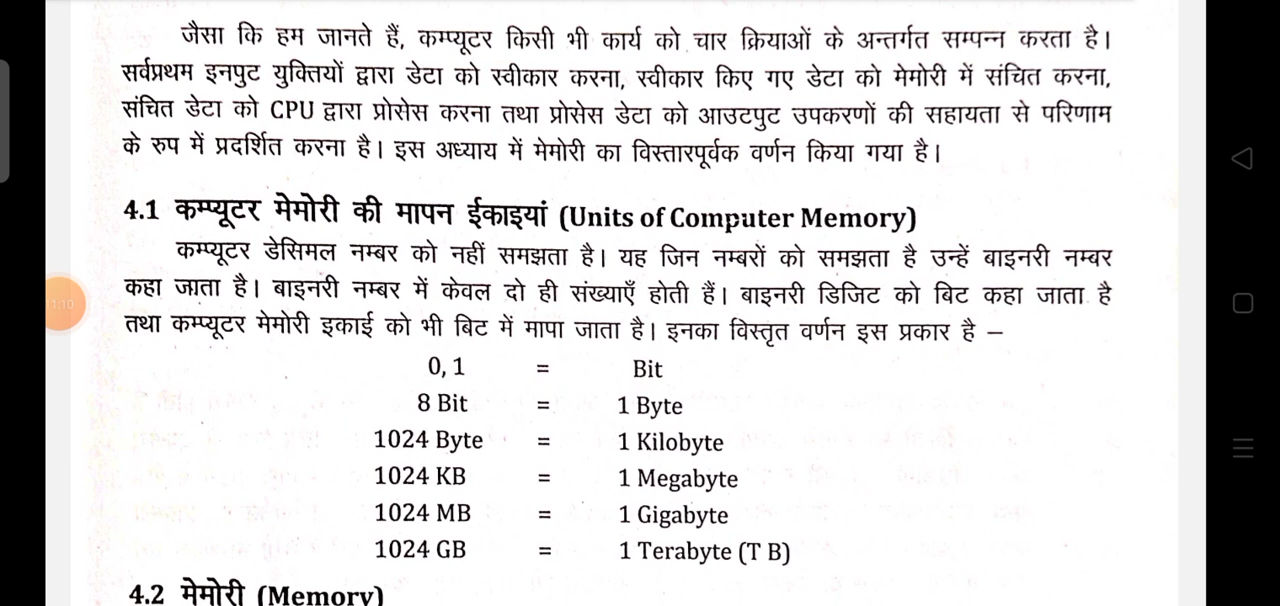 जैसा कि हम जानते हैं, कम्प्यूटर किसी भी कार्य को चार क्रियाओं के अन्तर्गत सम्पन्न करता है।
सर्वप्रथम इनपुट युक्तियों द्वारा डेटा को स्वीकार करना, स्वीकार किए गए डेटा को मेमोरी में संचित करना,
संचित डेटा को CPU द्वारा प्रोसेस करना तथा प्रोसेस डेटा को आउटपुट उपकरणों की सहायता से परिणाम
के रुप में प्रदर्शित करना है। इस अध्याय में मेमोरी का विस्तारपूर्वक वर्णन किया गया है।
4.1 कम्प्यूटर मेमोरी की मापन ईकाइयां (Units of Computer Memory)
कम्प्यूटर डेसिमल नम्बर को नहीं समझता है। यह जिन नम्बरों को समझता है उन्हें बाइनरी नम्बर
कहा जाता है। बाइनरी नम्बर में केवल दो ही संख्याएँ होती हैं। बाइनरी डिजिट को बिट कहा जाता है
तथा कम्प्यूटर मेमोरी इकाई को भी बिट में मापा जाता है। इनका विस्तृत वर्णन इस प्रकार है –
0, 1 = Bit
8 Bit = 1 Byte
1024 Byte = 1 Kilobyte
1024 KB = 1 Megabyte
1024 MB = 1 Gigabyte
1024 GB = 1 Terabyte (T B)
4.2 मेमोरी (Memory)
11:10